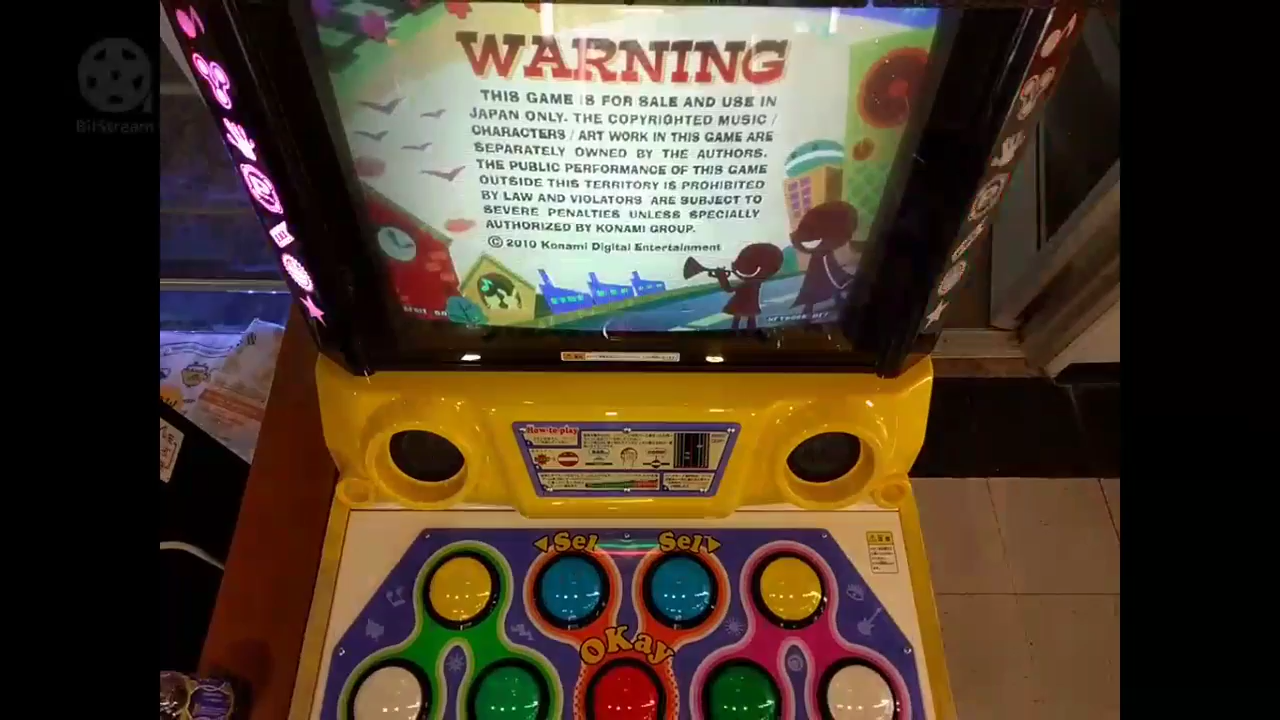 BitStream
WARNING
THIS GAME IS FOR SALE AND USE IN
JAPAN ONLY. THE COPYRIGHTED MUSIC /
CHARACTERS / ART WORK IN THIS GAME ARE
SEPARATELY OWNED BY THE AUTHORS.
THE PUBLIC PERFORMANCE OF THIS GAME
OUTSIDE THIS TERRITORY IS PROHIBITED
BY LAW AND VIOLATORS ARE SUBJECT TO
SEVERE PENALTIES UNLESS SPECIALLY
AUTHORIZED BY KONAMI GROUP.
© 2010 Konami Digital Entertainment
How to play
◀Sel Sel▶
OKay